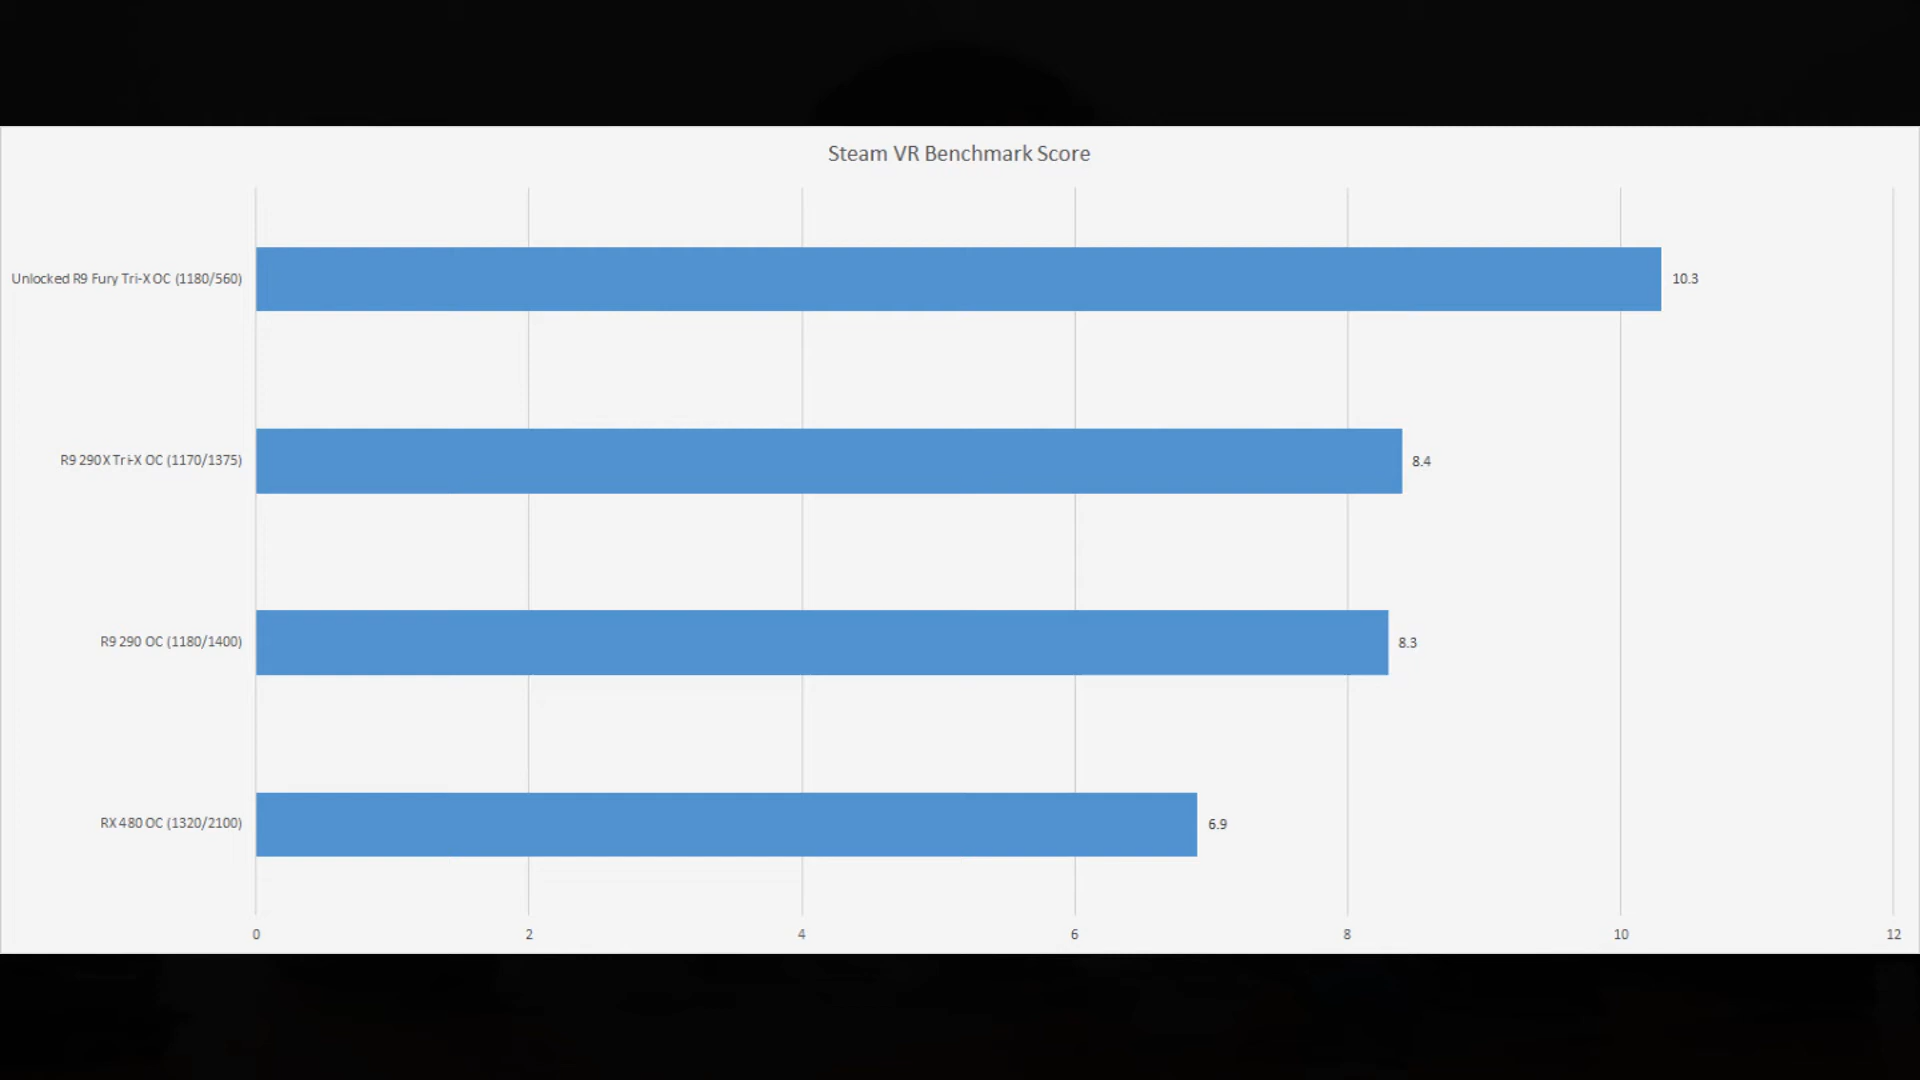 Steam VR Benchmark Score
Unlocked R9 Fury Tri-X OC (1180/560)
10.3
R9 290X Tri-X OC (1170/1375)
8.4
R9 290 OC (1180/1400)
8.3
RX 480 OC (1320/2100)
6.9
0 2 4 6 8 10 12